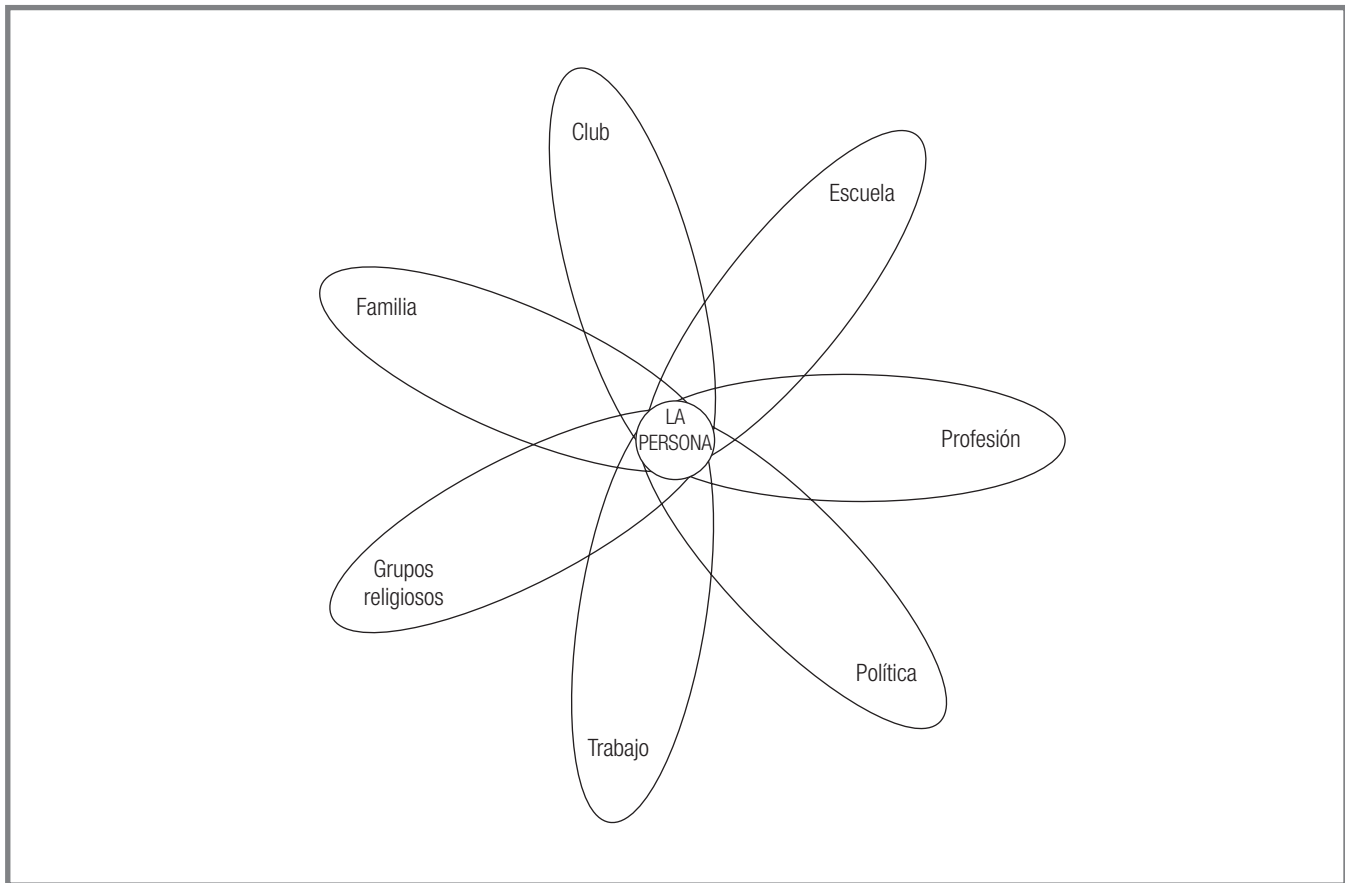 Club
Escuela
Familia
LA
PERSONA
Profesión
Grupos
religiosos
Política
Trabajo